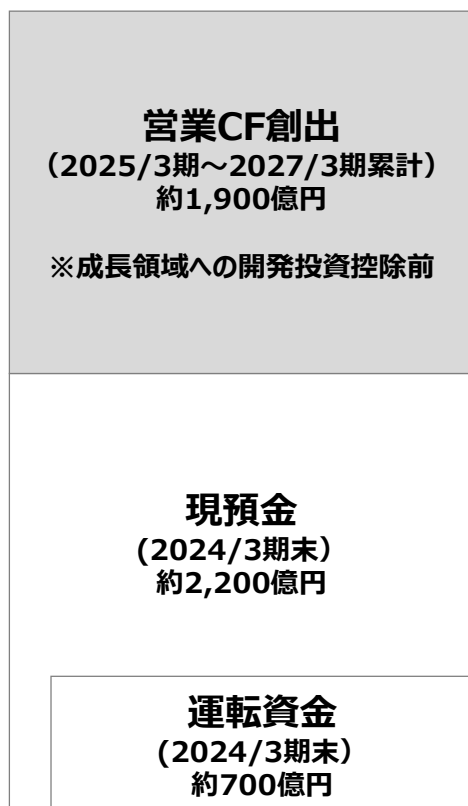 営業CF創出
（2025/3期～2027/3期累計）
約1,900億円
※成長領域への開発投資控除前
現預金
(2024/3期末）
約2,200億円
運転資金
(2024/3期末）
約700億円